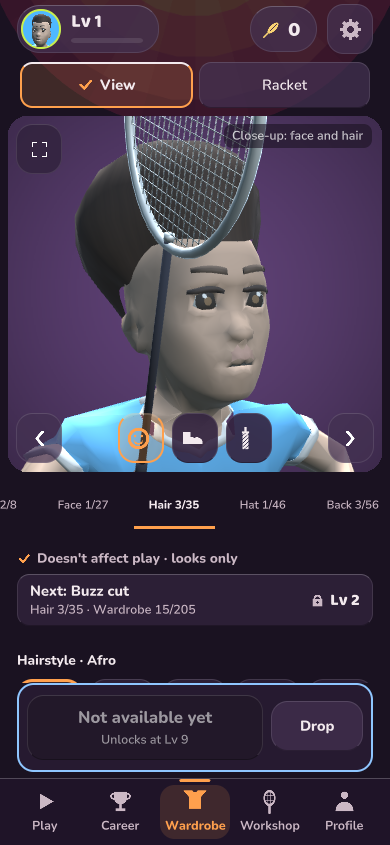 Lv 1
0
View
Racket
Close-up: face and hair
2/8
Face 1/27
Hair 3/35
Hat 1/46
Back 3/56
Doesn't affect play · looks only
Next: Buzz cut
Hair 3/35 · Wardrobe 15/205
Lv 2
Hairstyle · Afro
Not available yet
Unlocks at Lv 9
Drop
Play
Career
Wardrobe
Workshop
Profile